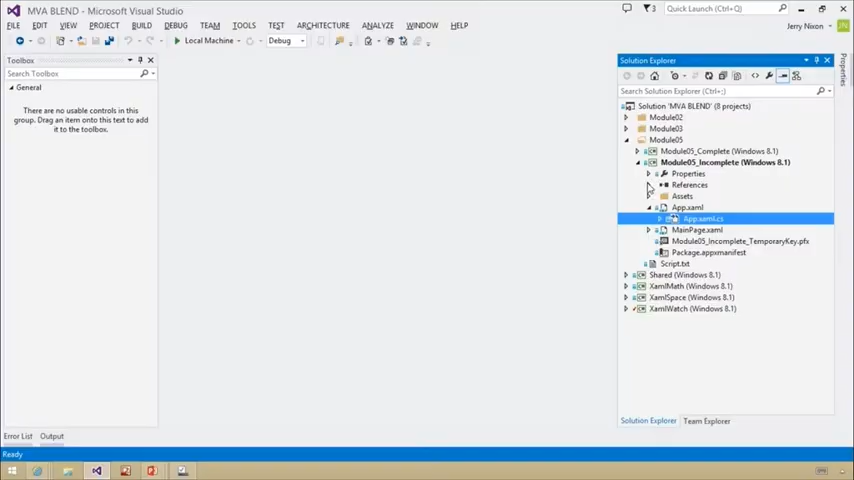 MVA BLEND - Microsoft Visual Studio
3
Quick Launch (Ctrl+Q)
FILE EDIT VIEW PROJECT BUILD DEBUG TEAM TOOLS TEST ARCHITECTURE ANALYZE WINDOW HELP
Jerry Nixon
JN
Local Machine
Debug
Toolbox
Search Toolbox
General
There are no usable controls in this
group. Drag an item onto this text to add
it to the toolbox.
Solution Explorer
Search Solution Explorer (Ctrl+;)
Solution 'MVA BLEND' (8 projects)
Module02
Module03
Module05
Module05_Complete (Windows 8.1)
Module05_Incomplete (Windows 8.1)
Properties
References
Assets
App.xaml
App.xaml.cs
MainPage.xaml
Module05_Incomplete_TemporaryKey.pfx
Package.appxmanifest
Script.txt
Shared (Windows 8.1)
XamlMath (Windows 8.1)
XamlSpace (Windows 8.1)
XamlWatch (Windows 8.1)
Properties
Solution Explorer Team Explorer
Error List Output
Ready